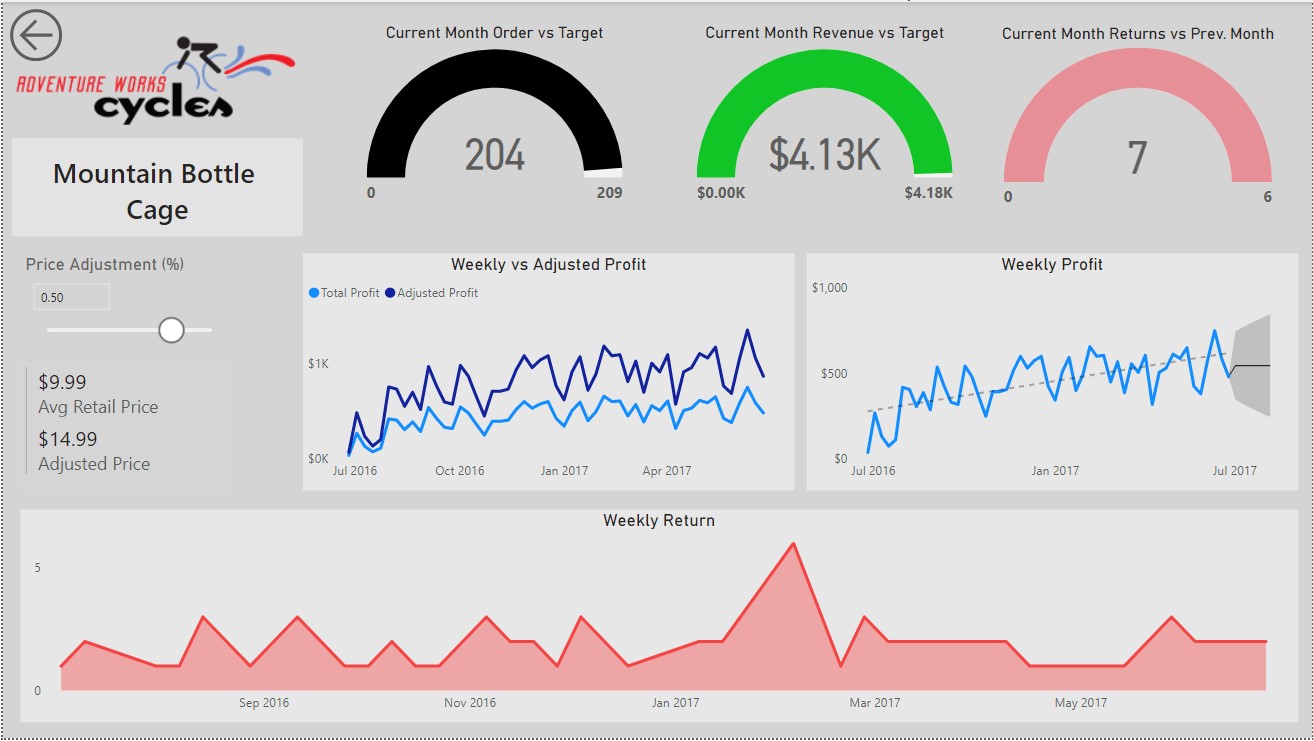 ADVENTURE WORKS
cycles
Mountain Bottle
Cage
Current Month Order vs Target
204
0
209
Current Month Revenue vs Target
$4.13K
$0.00K
$4.18K
Current Month Returns vs Prev. Month
7
0
6
Price Adjustment (%)
0.50
$9.99
Avg Retail Price
$14.99
Adjusted Price
Weekly vs Adjusted Profit
Total Profit
Adjusted Profit
$1K
$0K
Jul 2016
Oct 2016
Jan 2017
Apr 2017
Weekly Profit
$1,000
$500
$0
Jul 2016
Jan 2017
Jul 2017
Weekly Return
5
0
Sep 2016
Nov 2016
Jan 2017
Mar 2017
May 2017